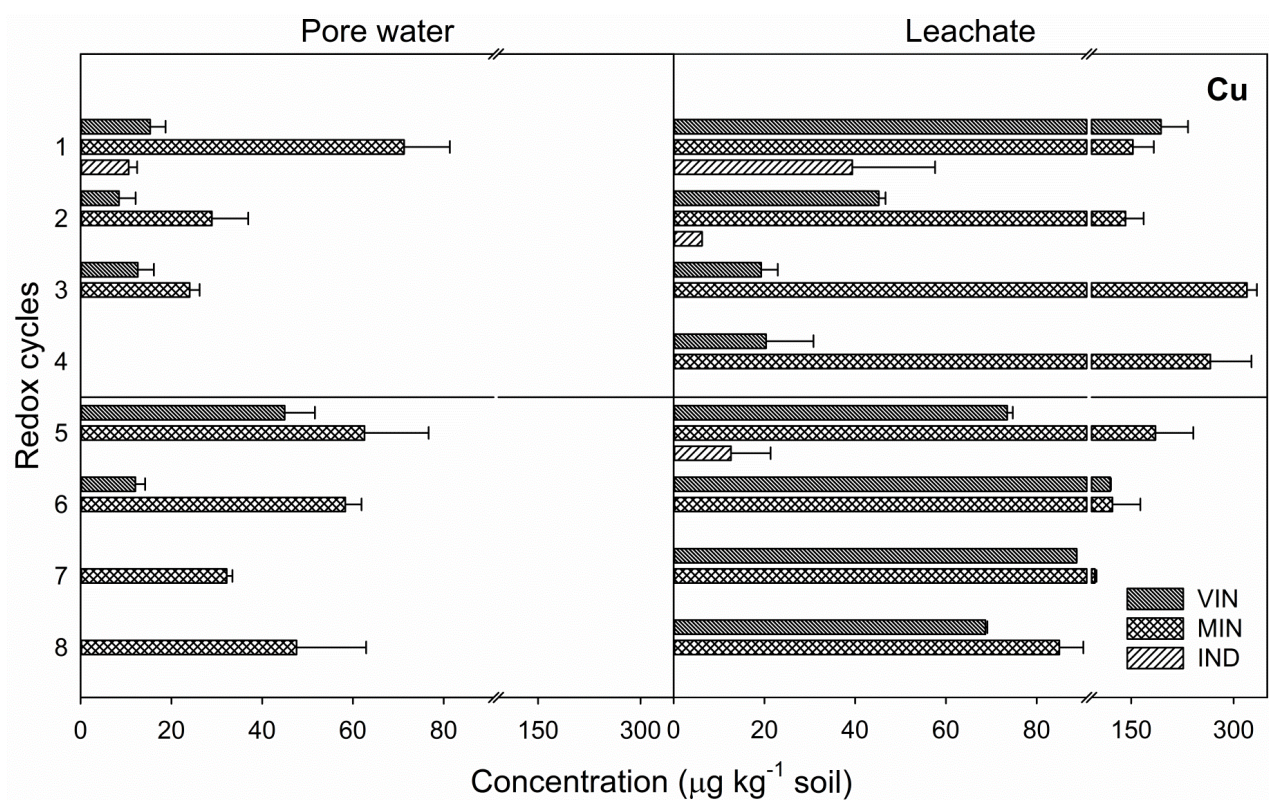 Pore water Leachate
Cu
Redox cycles
1
2
3
4
5
6
7
8
VIN
MIN
IND
0 20 40 60 80 150 300 0 20 40 60 80 150 300
Concentration (µg kg⁻¹ soil)